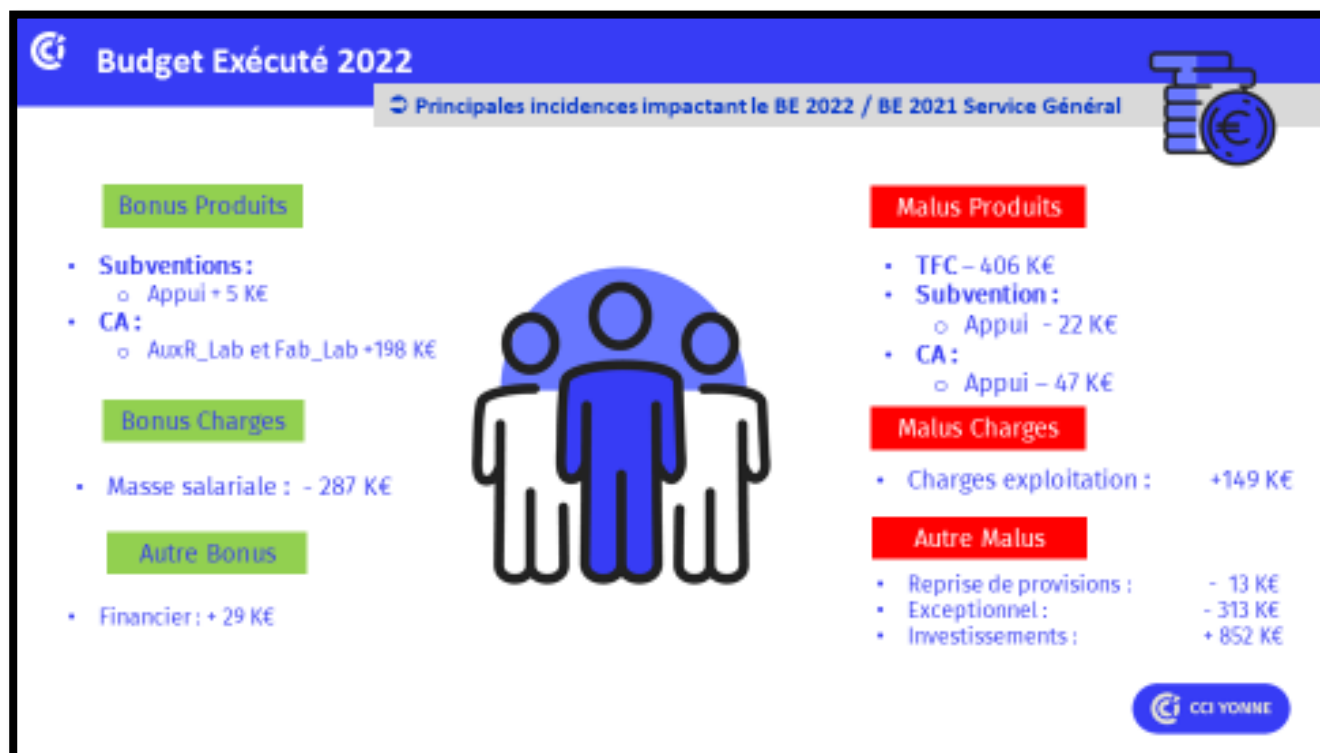 CCi
Budget Exécuté 2022
➲ Principales incidences impactant le BE 2022 / BE 2021 Service Général
Bonus Produits
• Subventions :
o Appui + 5 K€
• CA :
o AuxR_Lab et Fab_Lab +198 K€
Bonus Charges
• Masse salariale : - 287 K€
Autre Bonus
• Financier : + 29 K€
Malus Produits
• TFC – 406 K€
• Subvention :
o Appui - 22 K€
• CA :
o Appui – 47 K€
Malus Charges
• Charges exploitation : +149 K€
Autre Malus
• Reprise de provisions : - 13 K€
• Exceptionnel : - 313 K€
• Investissements : + 852 K€
CCi CCI YONNE